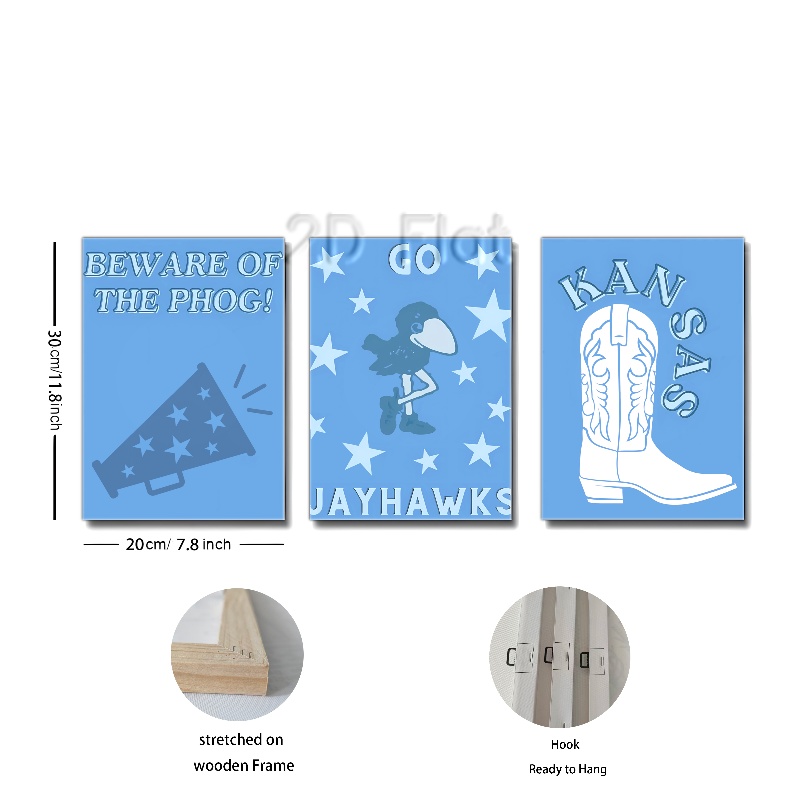 2D Flat
BEWARE OF
THE PHOG!
GO
JAYHAWKS
KANSAS
30cm/11.8inch
20cm/ 7.8 inch
stretched on
wooden Frame
Hook
Ready to Hang